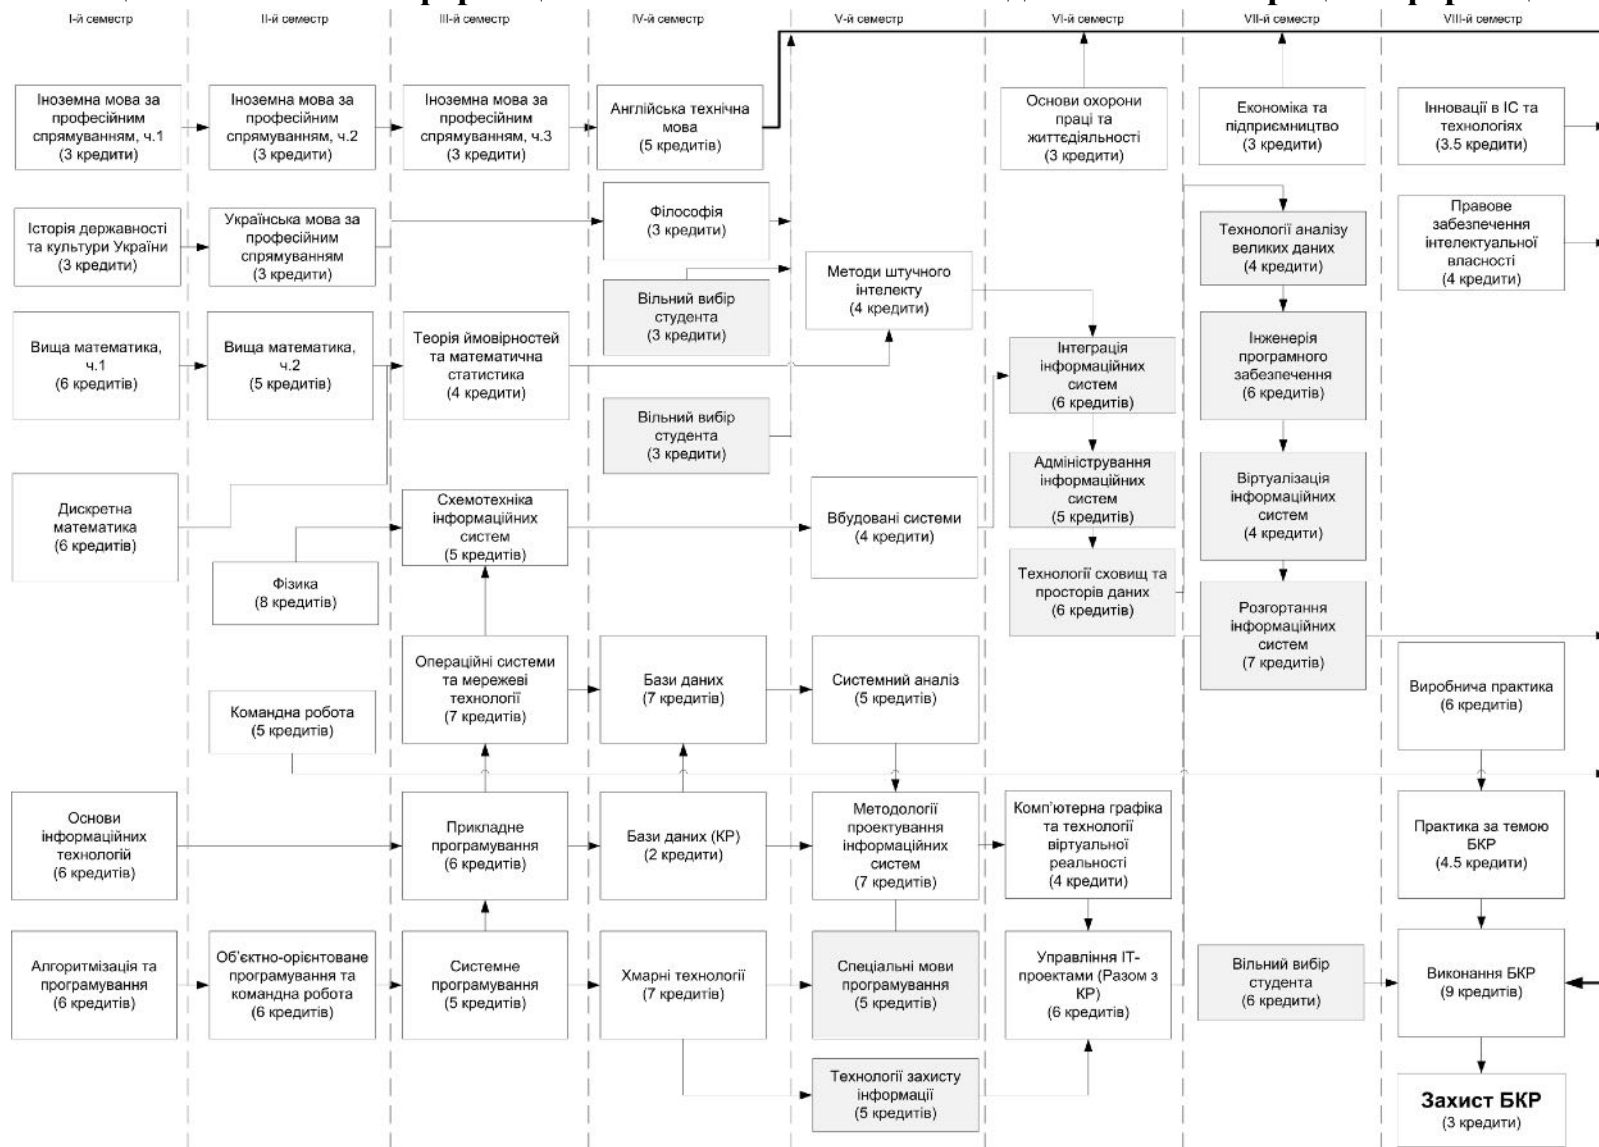 I-й семестр
II-й семестр
III-й семестр
IV-й семестр
V-й семестр
VI-й семестр
VII-й семестр
VIII-й семестр
Іноземна мова за
професійним
спрямуванням, ч.1
(3 кредити)
Іноземна мова за
професійним
спрямуванням, ч.2
(3 кредити)
Іноземна мова за
професійним
спрямуванням, ч.3
(3 кредити)
Англійська технічна
мова
(5 кредитів)
Основи охорони
праці та
життєдіяльності
(3 кредити)
Економіка та
підприємництво
(3 кредити)
Інновації в ІС та
технологіях
(3.5 кредити)
Історія державності
та культури України
(3 кредити)
Українська мова за
професійним
спрямуванням
(3 кредити)
Філософія
(3 кредити)
Технології аналізу
великих даних
(4 кредити)
Правове
забезпечення
інтелектуальної
власності
(4 кредити)
Вільний вибір
студента
(3 кредити)
Методи штучного
інтелекту
(4 кредити)
Вища математика,
ч.1
(6 кредитів)
Вища математика,
ч.2
(5 кредитів)
Теорія ймовірностей
та математична
статистика
(4 кредити)
Інтеграція
інформаційних
систем
(6 кредитів)
Інженерія
програмного
забезпечення
(6 кредитів)
Вільний вибір
студента
(3 кредити)
Дискретна
математика
(6 кредитів)
Схемотехніка
інформаційних
систем
(5 кредитів)
Вбудовані системи
(4 кредити)
Адміністрування
інформаційних
систем
(5 кредитів)
Віртуалізація
інформаційних
систем
(4 кредити)
Фізика
(8 кредитів)
Технології сховищ та
просторів даних
(6 кредитів)
Розгортання
інформаційних
систем
(7 кредитів)
Командна робота
(5 кредитів)
Операційні системи
та мережеві
технології
(7 кредитів)
Бази даних
(7 кредитів)
Системний аналіз
(5 кредитів)
Виробнича практика
(6 кредитів)
Основи
інформаційних
технологій
(6 кредитів)
Прикладне
програмування
(6 кредитів)
Бази даних (КР)
(2 кредити)
Методології
проектування
інформаційних
систем
(7 кредитів)
Комп'ютерна графіка
та технології
віртуальної
реальності
(4 кредити)
Практика за темою
БКР
(4.5 кредити)
Алгоритмізація та
програмування
(6 кредитів)
Об'єктно-орієнтоване
програмування та
командна робота
(6 кредитів)
Системне
програмування
(5 кредитів)
Хмарні технології
(7 кредитів)
Спеціальні мови
програмування
(5 кредитів)
Управління ІТ-
проектами (Разом з
КР)
(6 кредитів)
Вільний вибір
студента
(6 кредити)
Виконання БКР
(9 кредитів)
Технології захисту
інформації
(5 кредитів)
Захист БКР
(3 кредити)